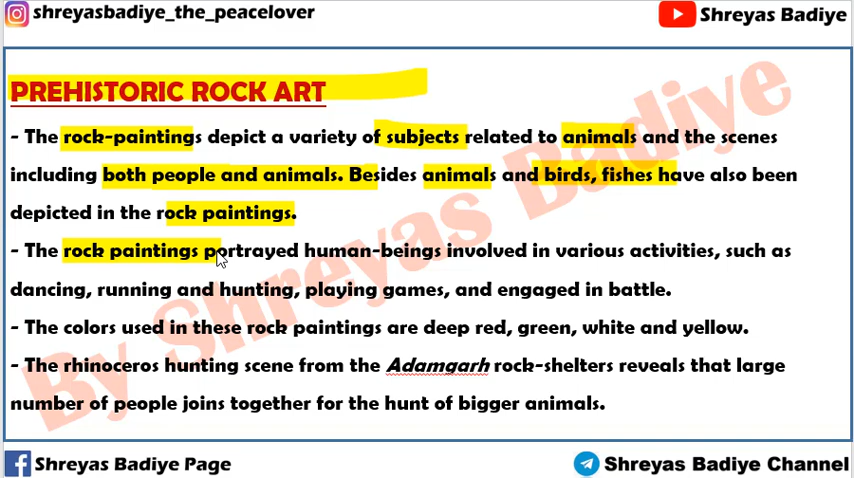 shreyasbadiye_the_peacelover
Shreyas Badiye
PREHISTORIC ROCK ART
- The rock-paintings depict a variety of subjects related to animals and the scenes
including both people and animals. Besides animals and birds, fishes have also been
depicted in the rock paintings.
- The rock paintings portrayed human-beings involved in various activities, such as
dancing, running and hunting, playing games, and engaged in battle.
- The colors used in these rock paintings are deep red, green, white and yellow.
- The rhinoceros hunting scene from the Adamgarh rock-shelters reveals that large
number of people joins together for the hunt of bigger animals.
By Shreyas Badiye
Shreyas Badiye Page
Shreyas Badiye Channel